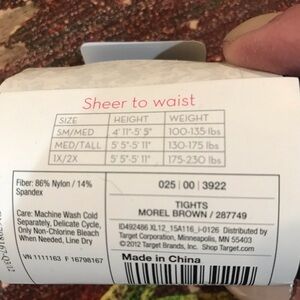 Sheer to waist
SIZE HEIGHT WEIGHT
SM/MED 4' 11"-5' 5" 100-135 lbs
MED/TALL 5' 5"-5' 11" 130-175 lbs
1X/2X 5' 5"-5' 11" 175-230 lbs
Fiber: 86% Nylon / 14%
Spandex
Care: Machine Wash Cold
Separately, Delicate Cycle,
Only Non-Chlorine Bleach
When Needed, Line Dry
VN 1111163 F 16798167
025 00 3922
TIGHTS
MOREL BROWN / 287749
ID492486 XL12_15A116_i-0126 Distributed by
Target Corporation, Minneapolis, MN 55403
©2012 Target Brands, Inc. Shop Target.com
Made in China